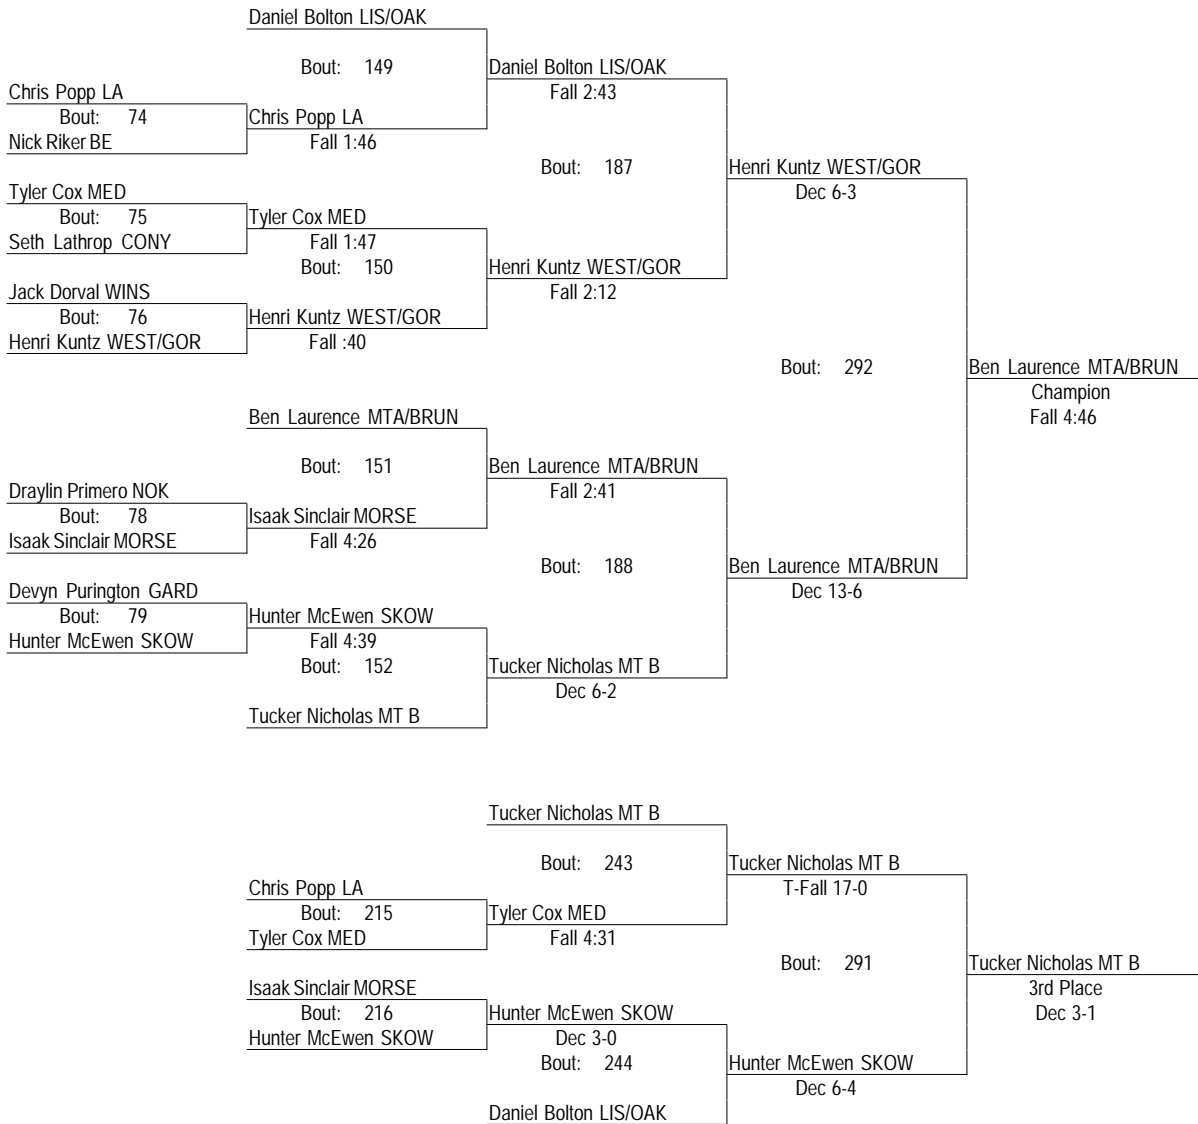 Daniel Bolton LIS/OAK
Bout: 149
Daniel Bolton LIS/OAK
Chris Popp LA
Fall 2:43
Bout: 74
Chris Popp LA
Nick Riker BE
Fall 1:46
Bout: 187
Henri Kuntz WEST/GOR
Tyler Cox MED
Dec 6-3
Bout: 75
Tyler Cox MED
Seth Lathrop CONY
Fall 1:47
Bout: 150
Henri Kuntz WEST/GOR
Jack Dorval WINS
Fall 2:12
Bout: 76
Henri Kuntz WEST/GOR
Henri Kuntz WEST/GOR
Fall :40
Bout: 292
Ben Laurence MTA/BRUN
Champion
Ben Laurence MTA/BRUN
Fall 4:46
Bout: 151
Ben Laurence MTA/BRUN
Draylin Primero NOK
Fall 2:41
Bout: 78
Isaak Sinclair MORSE
Isaak Sinclair MORSE
Fall 4:26
Bout: 188
Ben Laurence MTA/BRUN
Devyn Purington GARD
Dec 13-6
Bout: 79
Hunter McEwen SKOW
Hunter McEwen SKOW
Fall 4:39
Bout: 152
Tucker Nicholas MT B
Dec 6-2
Tucker Nicholas MT B
Tucker Nicholas MT B
Bout: 243
Tucker Nicholas MT B
Chris Popp LA
T-Fall 17-0
Bout: 215
Tyler Cox MED
Tyler Cox MED
Fall 4:31
Bout: 291
Tucker Nicholas MT B
Isaak Sinclair MORSE
3rd Place
Bout: 216
Hunter McEwen SKOW
Dec 3-1
Hunter McEwen SKOW
Dec 3-0
Bout: 244
Hunter McEwen SKOW
Dec 6-4
Daniel Bolton LIS/OAK